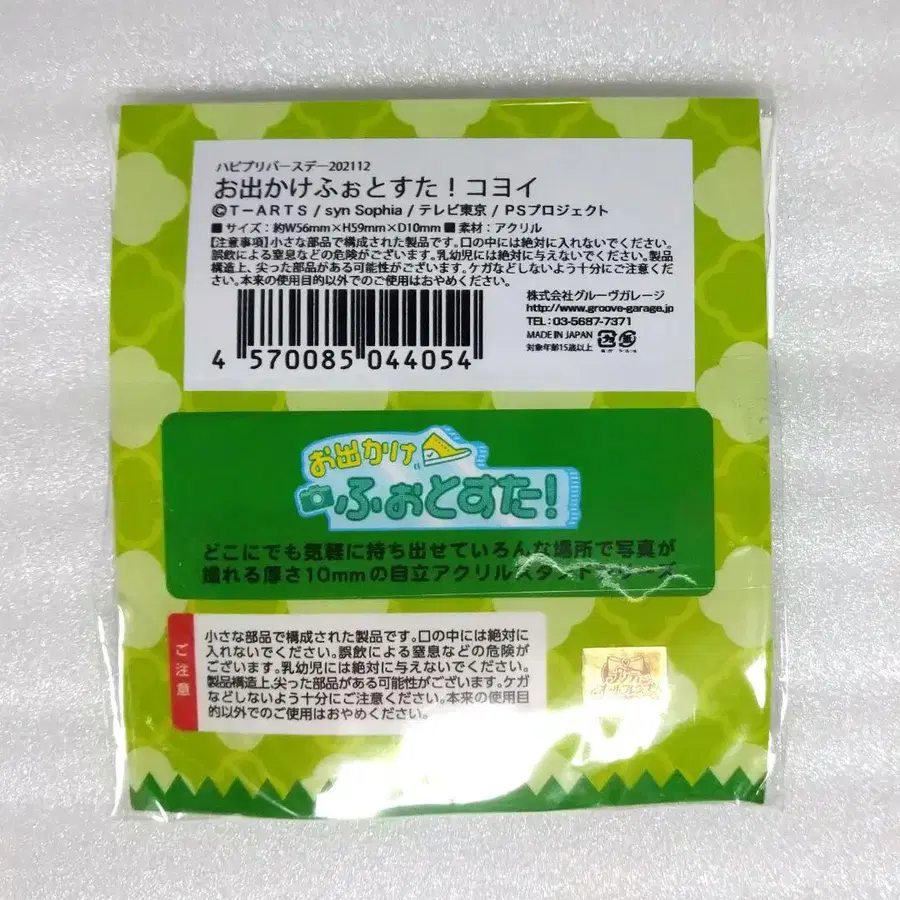 ハピプリバースデー202112
お出かけふぉとすた！コヨイ
©T-ARTS / syn Sophia / テレビ東京 / PSプロジェクト
■サイズ：約W56mm×H59mm×D10mm ■素材：アクリル
【注意事項】小さな部品で構成された製品です。口の中には絶対に入れないでください。
誤飲による窒息などの危険がございます。乳幼児には絶対に与えないでください。製品
構造上、尖った部品がある可能性がございます。ケガなどしないよう十分にご注意くだ
さい。本来の使用目的以外でのご使用はおやめください。
株式会社グルーヴガレージ
http://www.groove-garage.jp
TEL：03-5687-7371
MADE IN JAPAN
対象年齢15歳以上
4 570085 044054
お出かけ
ふぉとすた！
どこにでも気軽に持ち出せていろんな場所で写真が
撮れる厚さ10mmの自立アクリルスタンドシリーズ
ご注意
小さな部品で構成された製品です。口の中には絶対に
入れないでください。誤飲による窒息などの危険が
ございます。乳幼児には絶対に与えないでください。
製品構造上、尖った部品がある可能性がございます。ケガ
などしないよう十分にご注意ください。本来の使用目
的以外でのご使用はおやめください。